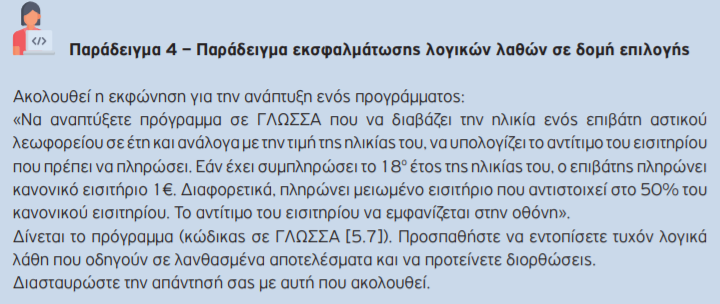 </>
Παράδειγμα 4 – Παράδειγμα εκσφαλμάτωσης λογικών λαθών σε δομή επιλογής
Ακολουθεί η εκφώνηση για την ανάπτυξη ενός προγράμματος:
«Να αναπτύξετε πρόγραμμα σε ΓΛΩΣΣΑ που να διαβάζει την ηλικία ενός επιβάτη αστικού
λεωφορείου σε έτη και ανάλογα με την τιμή της ηλικίας του, να υπολογίζει το αντίτιμο του εισιτηρίου
που πρέπει να πληρώσει. Εάν έχει συμπληρώσει το 18º έτος της ηλικίας του, ο επιβάτης πληρώνει
κανονικό εισιτήριο 1€. Διαφορετικά, πληρώνει μειωμένο εισιτήριο που αντιστοιχεί στο 50% του
κανονικού εισιτηρίου. Το αντίτιμο του εισιτηρίου να εμφανίζεται στην οθόνη».
Δίνεται το πρόγραμμα (κώδικας σε ΓΛΩΣΣΑ [5.7]). Προσπαθήστε να εντοπίσετε τυχόν λογικά
λάθη που οδηγούν σε λανθασμένα αποτελέσματα και να προτείνετε διορθώσεις.
Διασταυρώστε την απάντησή σας με αυτή που ακολουθεί.